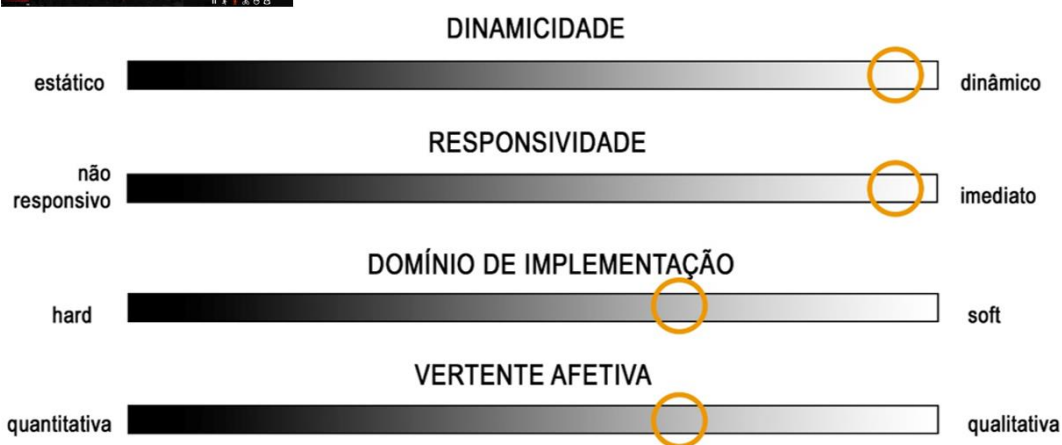 DINAMICIDADE
estático
dinâmico
RESPONSIVIDADE
não
responsivo
imediato
DOMÍNIO DE IMPLEMENTAÇÃO
hard
soft
VERTENTE AFETIVA
quantitativa
qualitativa